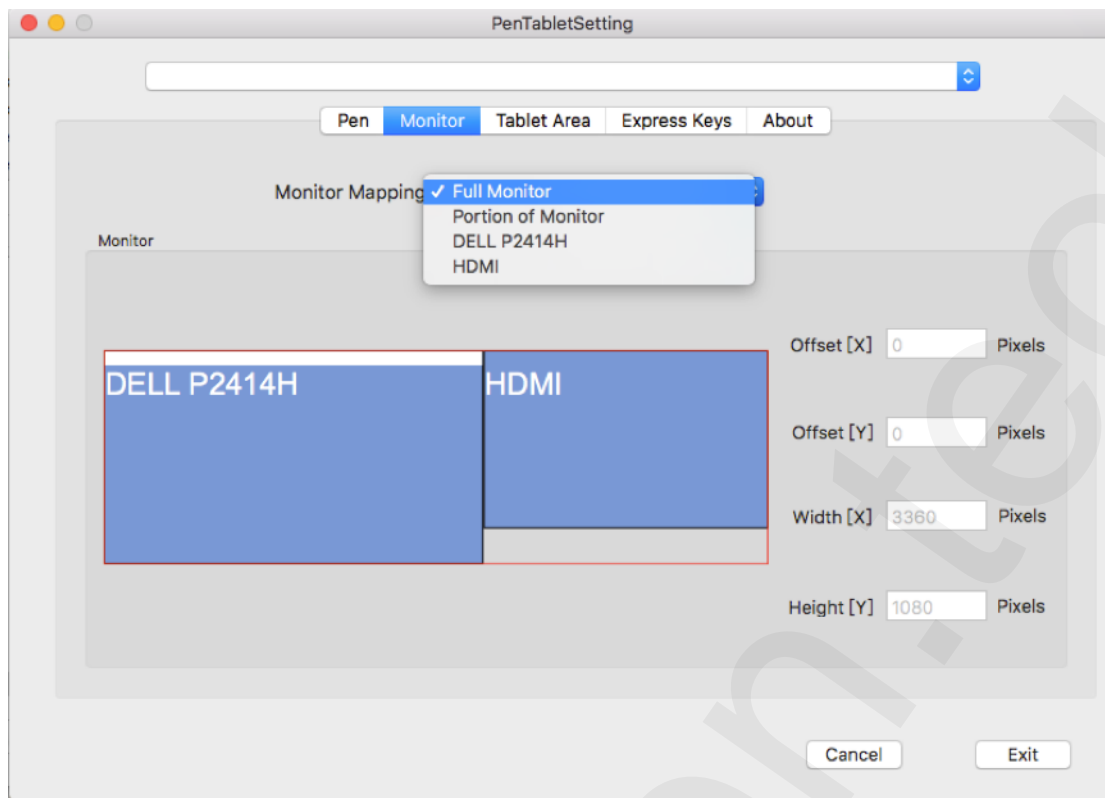 PenTabletSetting
Pen Monitor Tablet Area Express Keys About
Monitor Mapping ✓ Full Monitor
Portion of Monitor
DELL P2414H
HDMI
Monitor
DELL P2414H HDMI
Offset [X] 0 Pixels
Offset [Y] 0 Pixels
Width [X] 3360 Pixels
Height [Y] 1080 Pixels
Cancel Exit